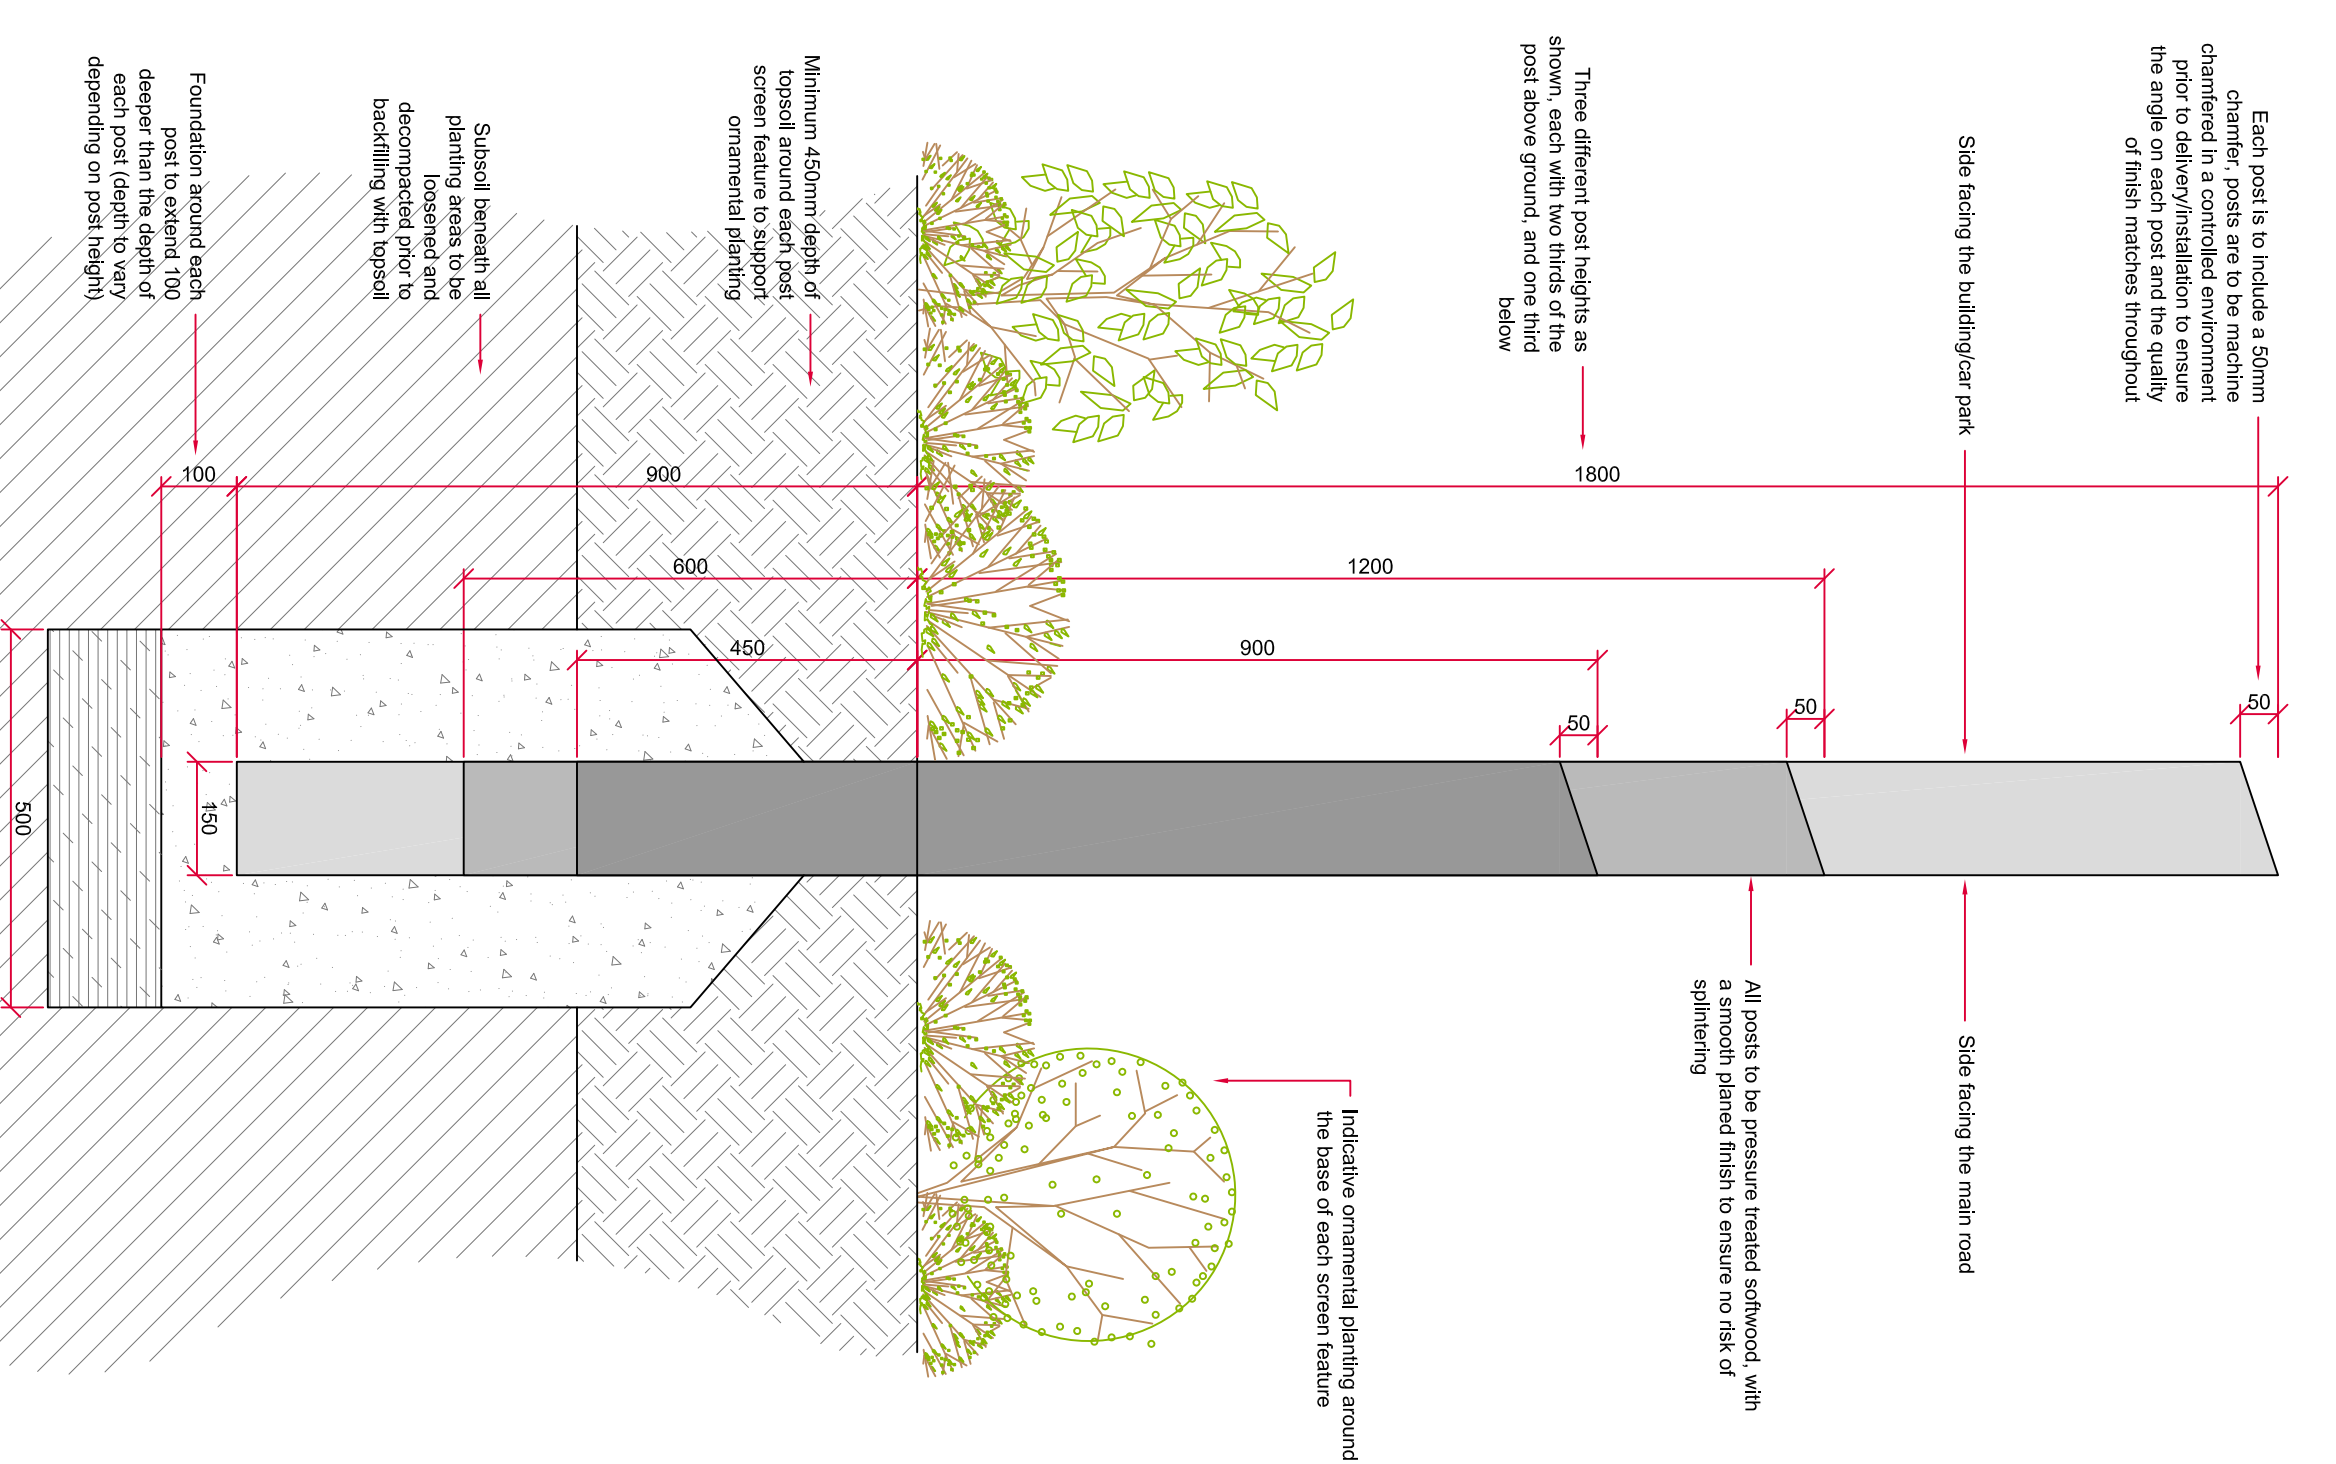 Each post is to include a 50mm
chamfer, posts are to be machine
chamfered in a controlled environment
prior to delivery/installation to ensure
the angle on each post and the quality
of finish matches throughout
Side facing the building/car park
Three different post heights as
shown, each with two thirds of the
post above ground, and one third
below
Minimum 450mm depth of
topsoil around each post
screen feature to support
ornamental planting
Subsoil beneath all
planting areas to be
loosened and
decompacted prior to
backfilling with topsoil
Foundation around each
post to extend 100
deeper than the depth of
each post (depth to vary
depending on post height)
1800
900
100
1200
600
900
450
50
50
50
150
500
Side facing the main road
All posts to be pressure treated softwood, with
a smooth planed finish to ensure no risk of
splintering
Indicative ornamental planting around
the base of each screen feature